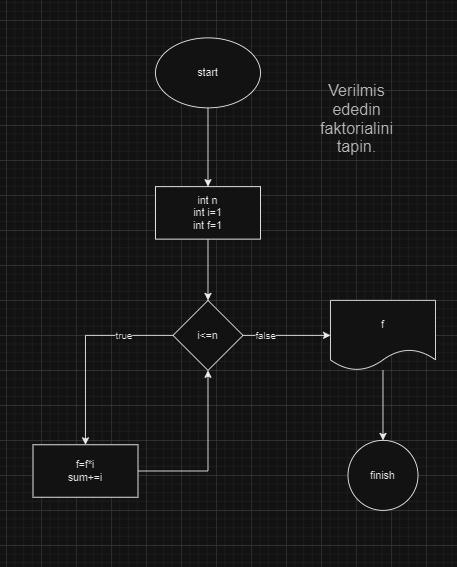 start
Verilmis
ededin
faktorialini
tapin.
int n
int i=1
int f=1
true
i<=n
false
f
f=f*i
sum+=i
finish